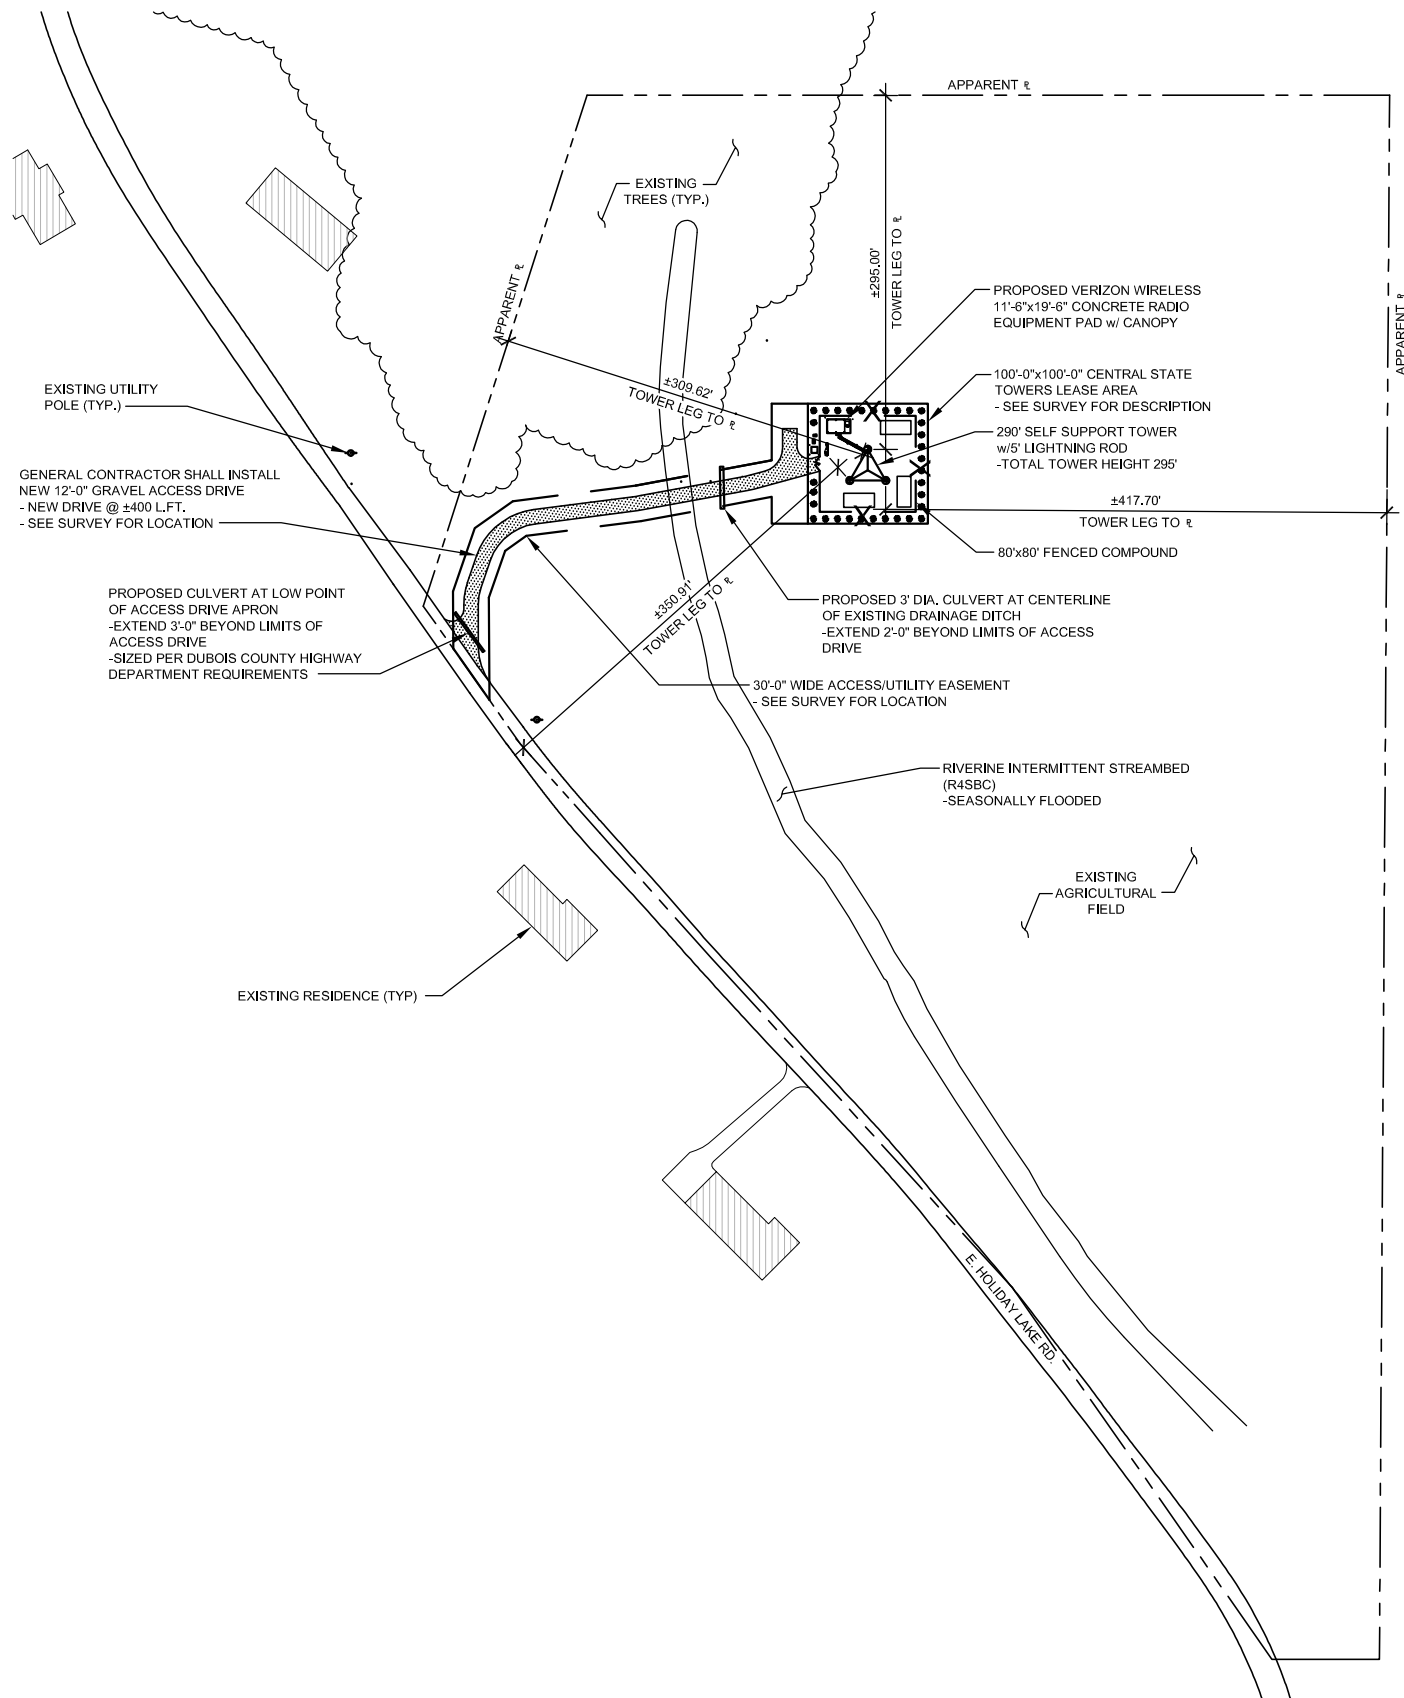 APPARENT ℄
EXISTING
TREES (TYP.)
±295.00'
TOWER LEG TO ℄
APPARENT ℄
PROPOSED VERIZON WIRELESS
11'-6"x19'-6" CONCRETE RADIO
EQUIPMENT PAD w/ CANOPY
APPARENT ℄
EXISTING UTILITY
POLE (TYP.)
±309.62'
TOWER LEG TO ℄
100'-0"x100'-0" CENTRAL STATE
TOWERS LEASE AREA
- SEE SURVEY FOR DESCRIPTION
290' SELF SUPPORT TOWER
w/5' LIGHTNING ROD
-TOTAL TOWER HEIGHT 295'
GENERAL CONTRACTOR SHALL INSTALL
NEW 12'-0" GRAVEL ACCESS DRIVE
- NEW DRIVE @ ±400 L.FT.
- SEE SURVEY FOR LOCATION
±417.70'
TOWER LEG TO ℄
80'x80' FENCED COMPOUND
PROPOSED CULVERT AT LOW POINT
OF ACCESS DRIVE APRON
-EXTEND 3'-0" BEYOND LIMITS OF
ACCESS DRIVE
-SIZED PER DUBOIS COUNTY HIGHWAY
DEPARTMENT REQUIREMENTS
±350.91'
TOWER LEG TO ℄
PROPOSED 3' DIA. CULVERT AT CENTERLINE
OF EXISTING DRAINAGE DITCH
-EXTEND 2'-0" BEYOND LIMITS OF ACCESS
DRIVE
30'-0" WIDE ACCESS/UTILITY EASEMENT
- SEE SURVEY FOR LOCATION
RIVERINE INTERMITTENT STREAMBED
(R4SBC)
-SEASONALLY FLOODED
EXISTING
AGRICULTURAL
FIELD
EXISTING RESIDENCE (TYP)
E. HOLIDAY LAKE RD.